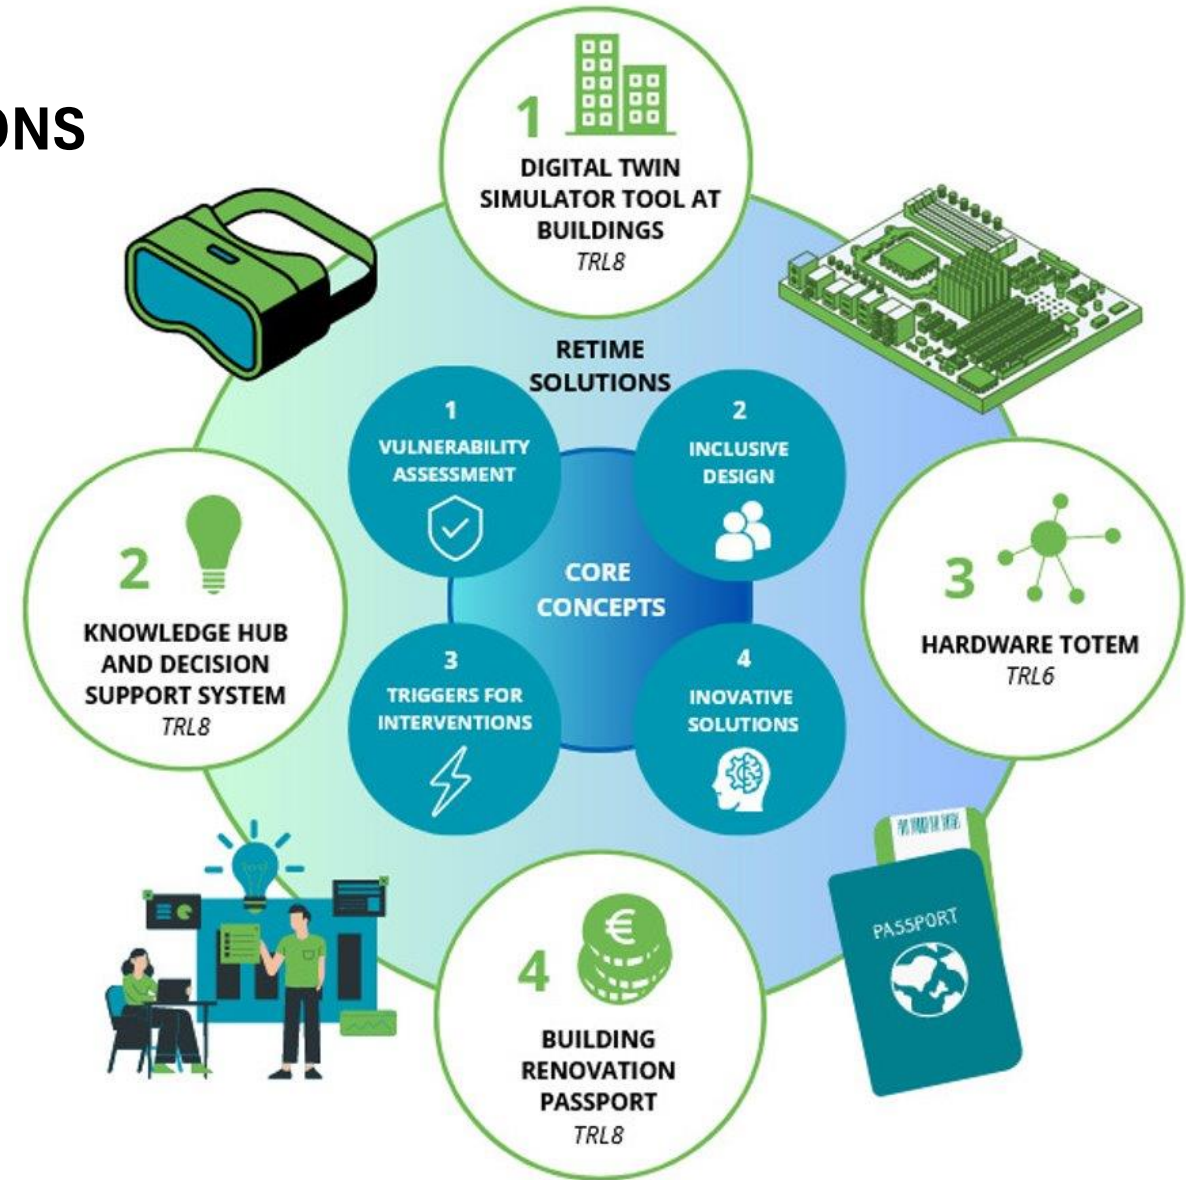 ONS
1
DIGITAL TWIN
SIMULATOR TOOL AT
BUILDINGS
TRL8
RETIME
SOLUTIONS
1
VULNERABILITY
ASSESSMENT
2
INCLUSIVE
DESIGN
CORE
CONCEPTS
3
TRIGGERS FOR
INTERVENTIONS
4
INOVATIVE
SOLUTIONS
2
KNOWLEDGE HUB
AND DECISION
SUPPORT SYSTEM
TRL8
3
HARDWARE TOTEM
TRL6
PASSPORT
4
€
BUILDING
RENOVATION
PASSPORT
TRL8